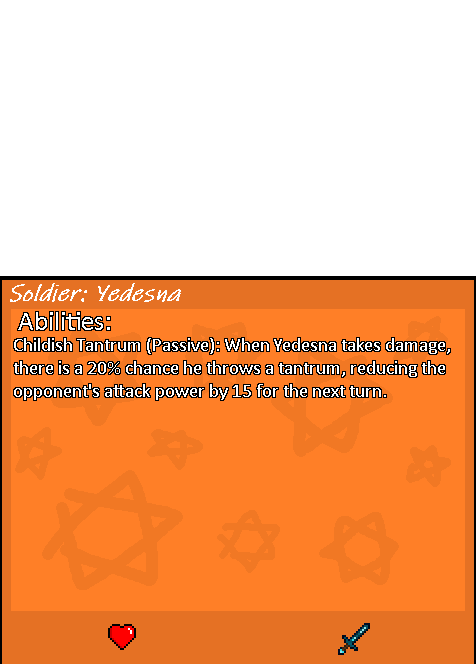 Soldier: Yedesna
Abilities:
Childish Tantrum (Passive): When Yedesna takes damage,
there is a 20% chance he throws a tantrum, reducing the
opponent's attack power by 15 for the next turn.